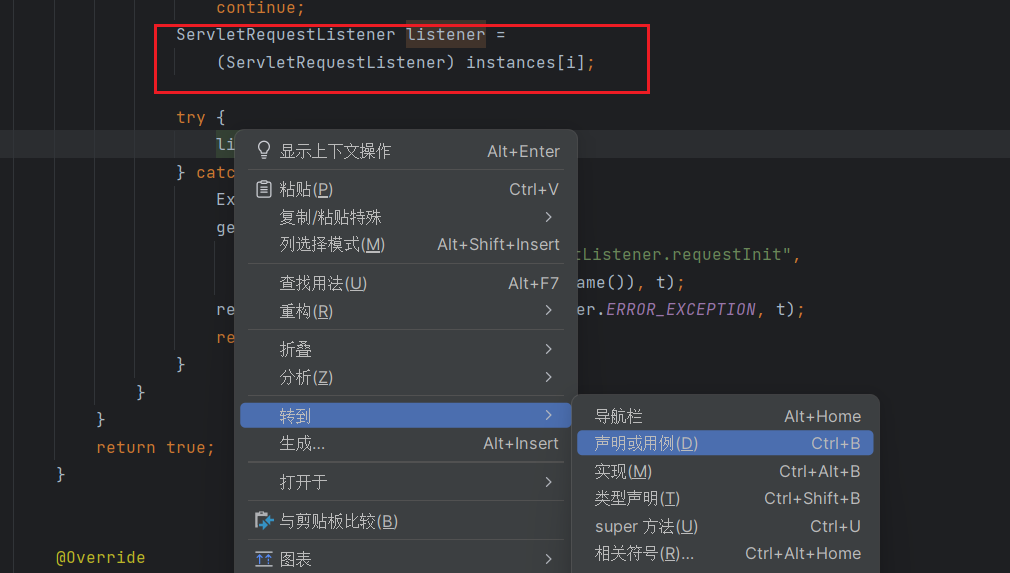 continue;
ServletRequestListener listener =
(ServletRequestListener) instances[i];
try {
li
} catc
Ex
ge
tListener.requestInit",
ame()), t);
re
er.ERROR_EXCEPTION, t);
re
}
}
}
return true;
}
@Override
显示上下文操作 Alt+Enter
粘贴(P) Ctrl+V
复制/粘贴特殊
列选择模式(M) Alt+Shift+Insert
查找用法(U) Alt+F7
重构(R)
折叠
分析(Z)
转到
生成... Alt+Insert
打开于
与剪贴板比较(B)
图表
导航栏 Alt+Home
声明或用例(D) Ctrl+B
实现(M) Ctrl+Alt+B
类型声明(T) Ctrl+Shift+B
super 方法(U) Ctrl+U
相关符号(R)... Ctrl+Alt+Home